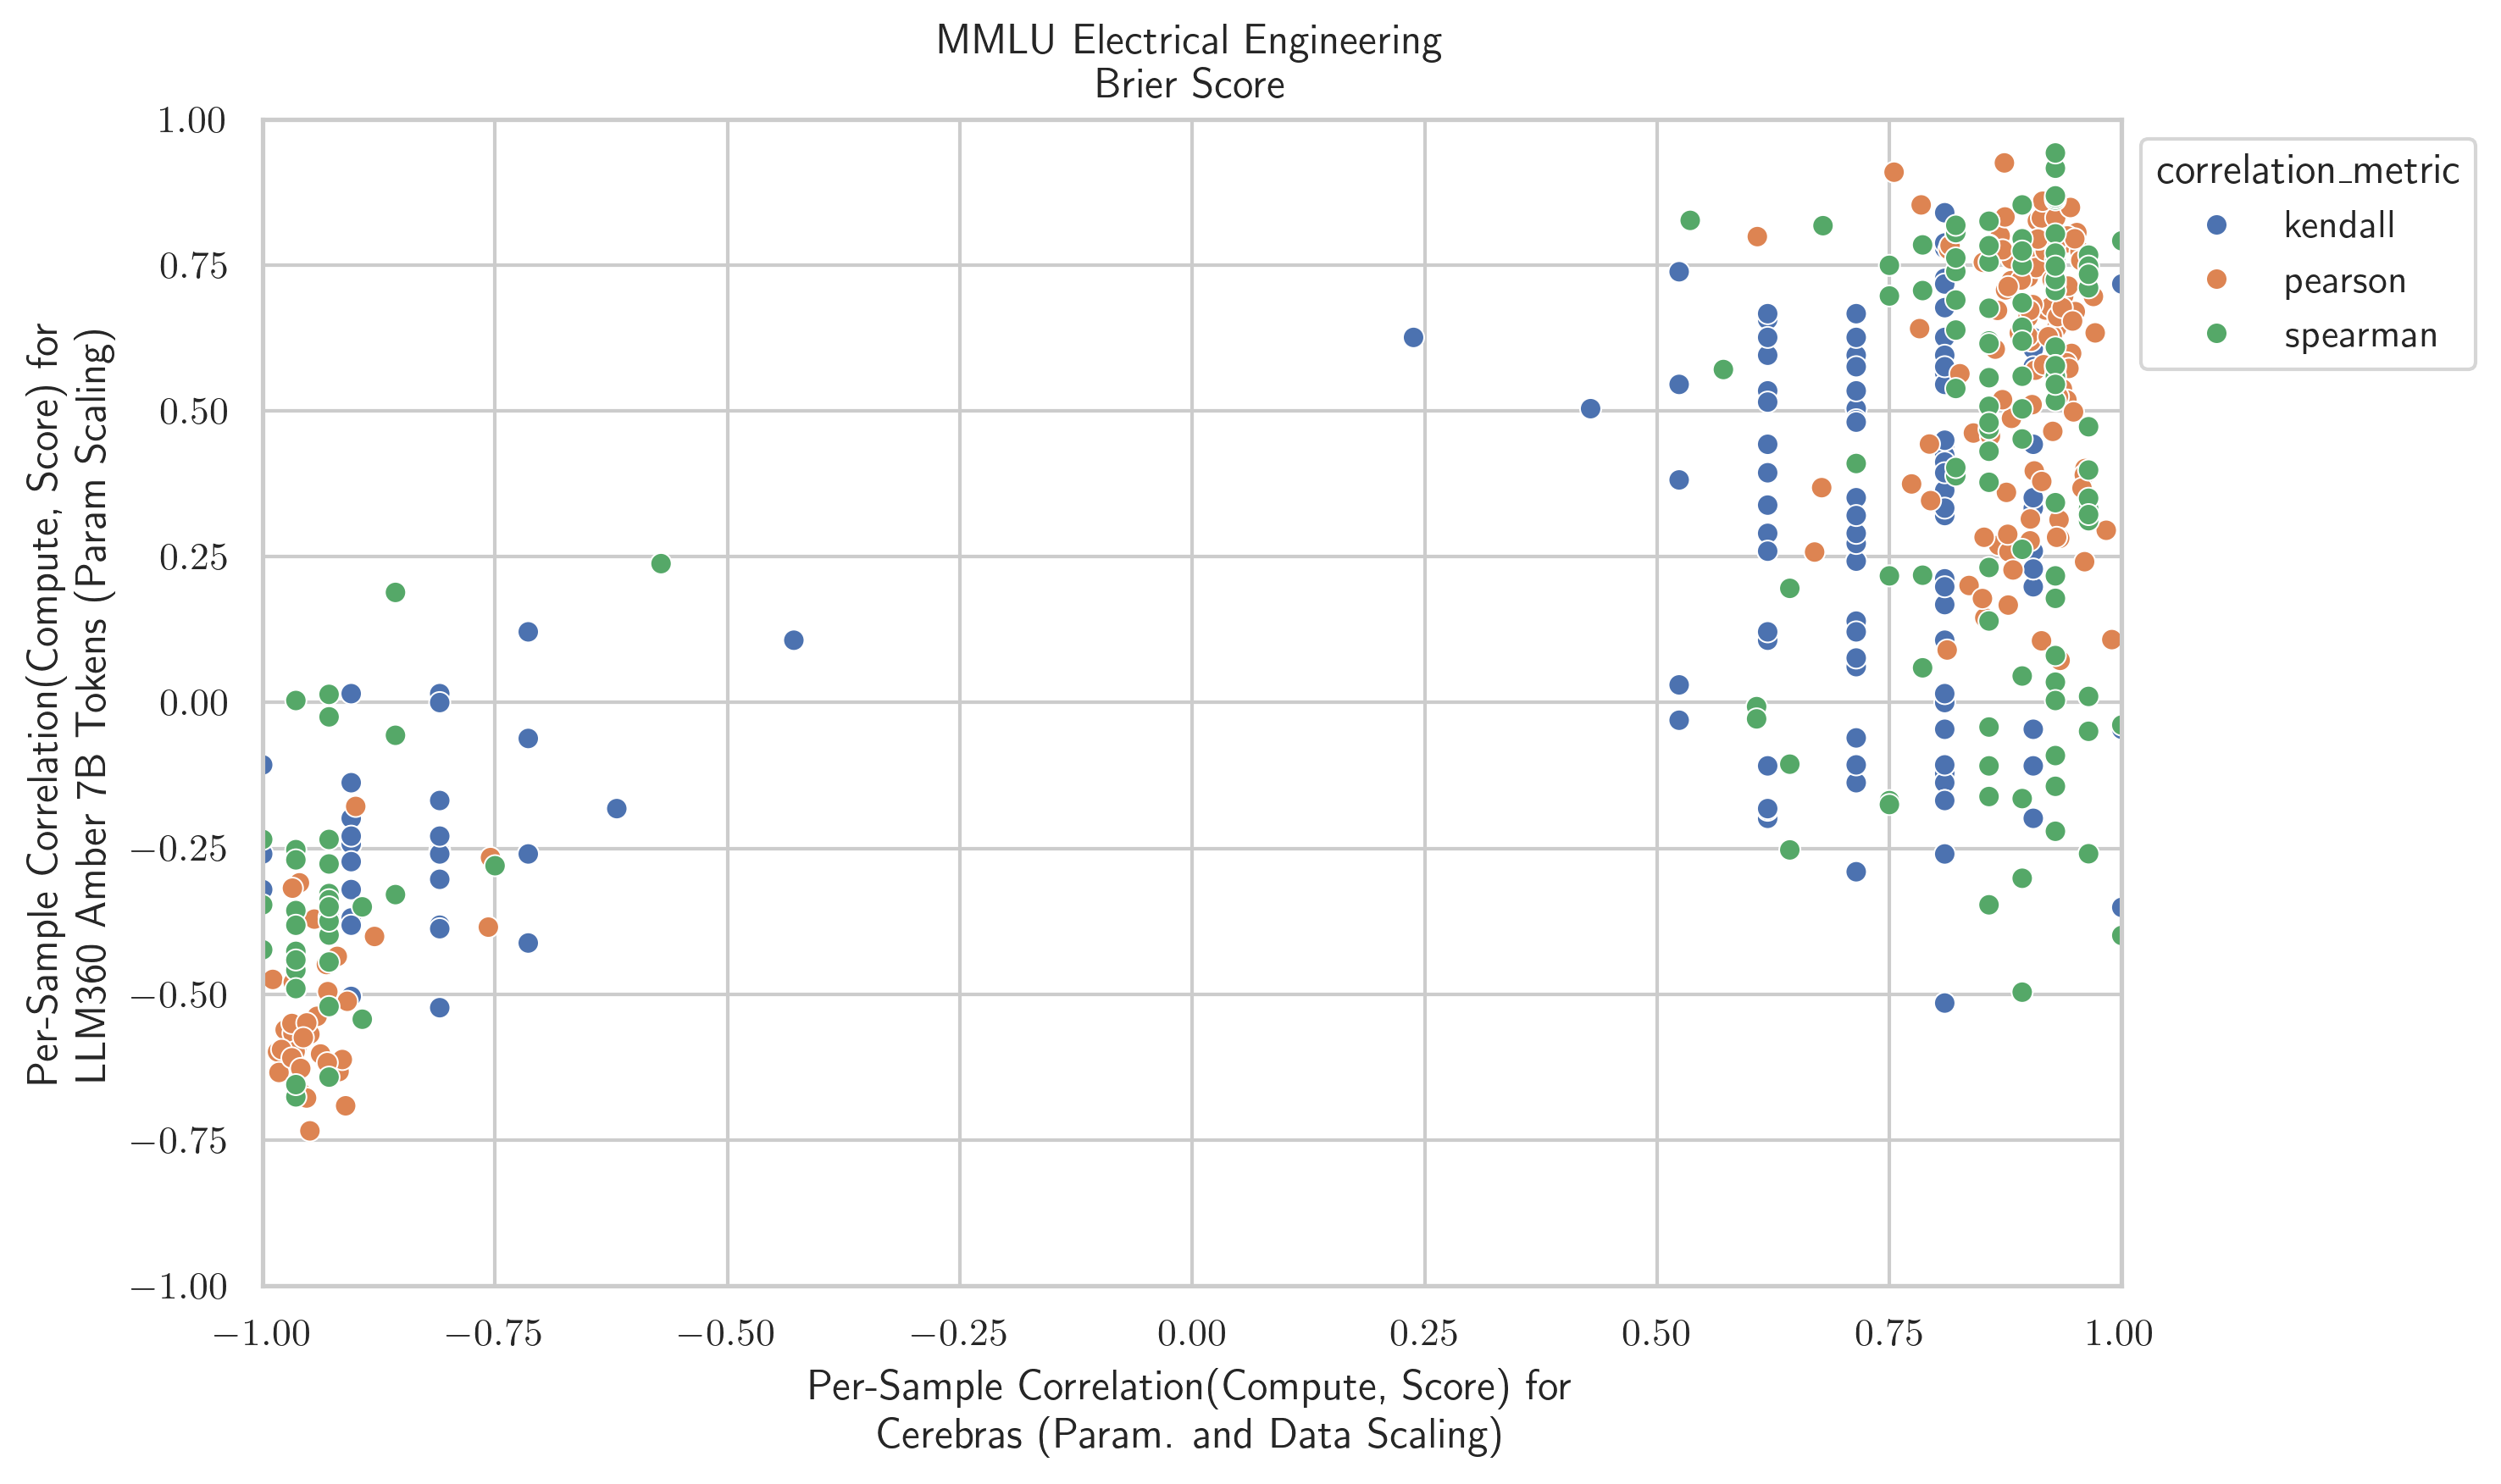 MMLU Electrical Engineering
Brier Score
Per-Sample Correlation(Compute, Score) for
LLM360 Amber 7B Tokens (Param Scaling)
1.00
0.75
0.50
0.25
0.00
−0.25
−0.50
−0.75
−1.00
−1.00 −0.75 −0.50 −0.25 0.00 0.25 0.50 0.75 1.00
Per-Sample Correlation(Compute, Score) for
Cerebras (Param. and Data Scaling)
correlation_metric
kendall
pearson
spearman